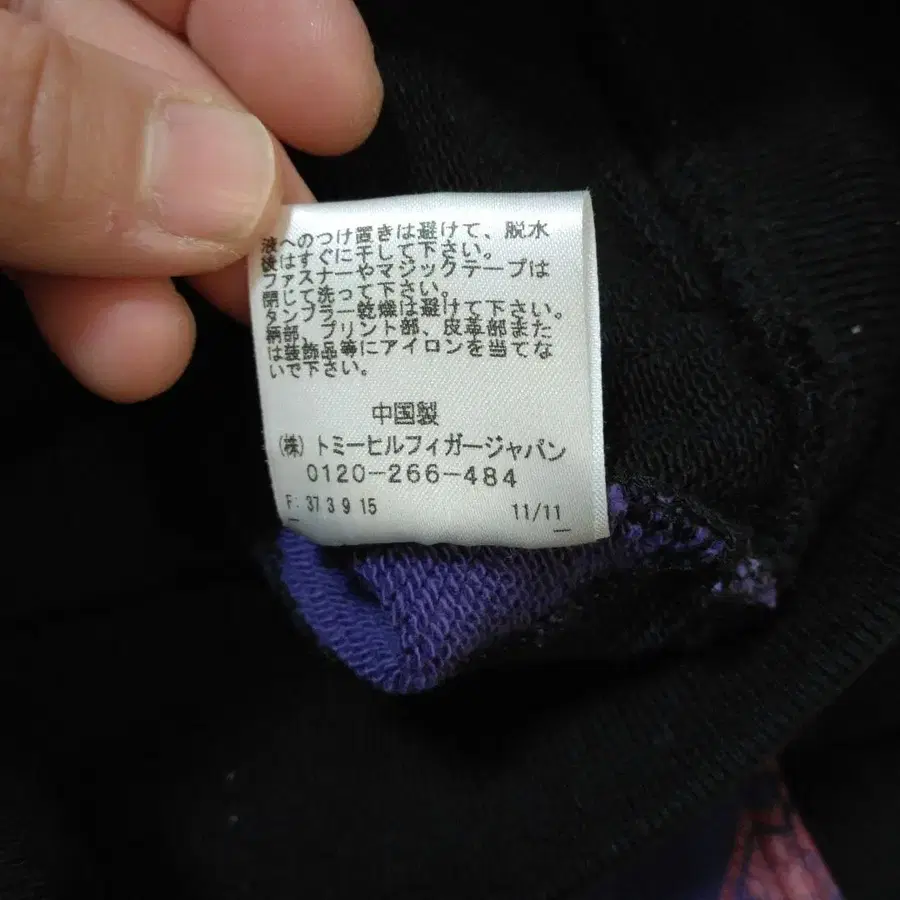 液へのつけ置きは避けて、脱水
後はすぐに干して下さい。
ファスナーやマジックテープは
閉じて洗って下さい。
タンブラー乾燥は避けて下さい。
柄部、プリント部、皮革部また
は装飾品等にアイロンを当てな
いで下さい。
中国製
(株) トミーヒルフィガージャパン
0120-266-484
F: 37 3 9 15 11/11